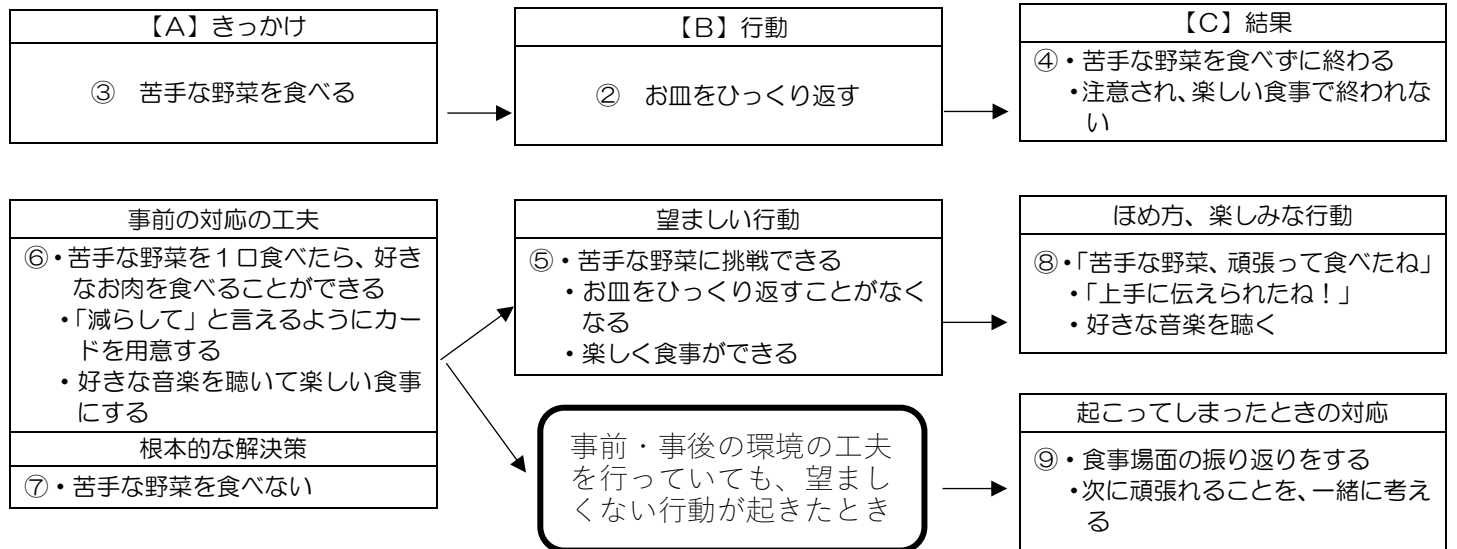 【A】きっかけ
③　苦手な野菜を食べる
【B】行動
②　お皿をひっくり返す
【C】結果
④・苦手な野菜を食べずに終わる
・注意され、楽しい食事で終われな
い
事前の対応の工夫
⑥・苦手な野菜を１口食べたら、好き
なお肉を食べることができる
・「減らして」と言えるようにカー
ドを用意する
・好きな音楽を聴いて楽しい食事
にする
根本的な解決策
⑦・苦手な野菜を食べない
望ましい行動
⑤・苦手な野菜に挑戦できる
・お皿をひっくり返すことがなく
なる
・楽しく食事ができる
事前・事後の環境の工夫
を行っていても、望まし
くない行動が起きたとき
ほめ方、楽しみな行動
⑧・「苦手な野菜、頑張って食べたね」
・「上手に伝えられたね！」
・好きな音楽を聴く
起こってしまったときの対応
⑨・食事場面の振り返りをする
・次に頑張れることを、一緒に考え
る